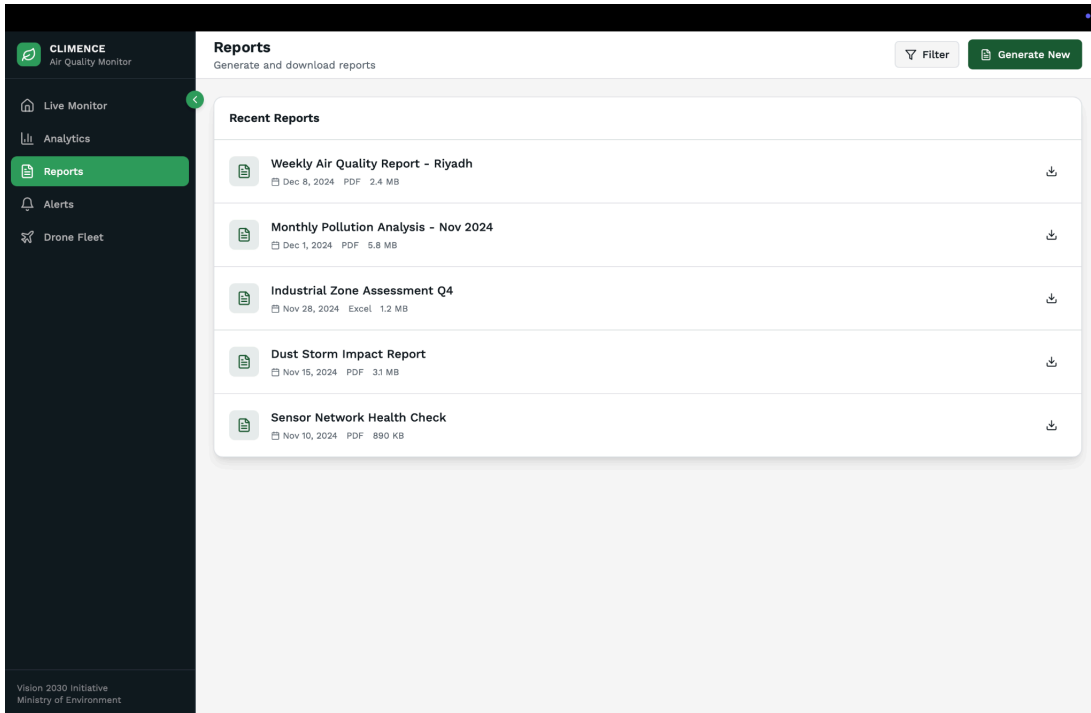 CLIMENCE
Air Quality Monitor
Live Monitor
Analytics
Reports
Alerts
Drone Fleet
Vision 2030 Initiative
Ministry of Environment
Reports
Generate and download reports
Filter
Generate New
Recent Reports
Weekly Air Quality Report - Riyadh
Dec 8, 2024 PDF 2.4 MB
Monthly Pollution Analysis - Nov 2024
Dec 1, 2024 PDF 5.8 MB
Industrial Zone Assessment Q4
Nov 28, 2024 Excel 1.2 MB
Dust Storm Impact Report
Nov 15, 2024 PDF 3.1 MB
Sensor Network Health Check
Nov 10, 2024 PDF 890 KB